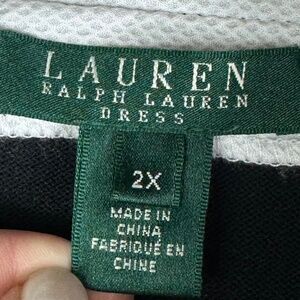 LAUREN
RALPH LAUREN
DRESS
2X
MADE IN
CHINA
FABRIQUÉ EN
CHINE